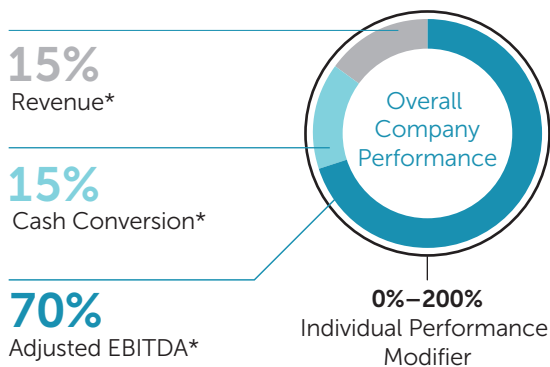 15%
Revenue*
15%
Cash Conversion*
70%
Adjusted EBITDA*
Overall
Company
Performance
0%–200%
Individual Performance
Modifier